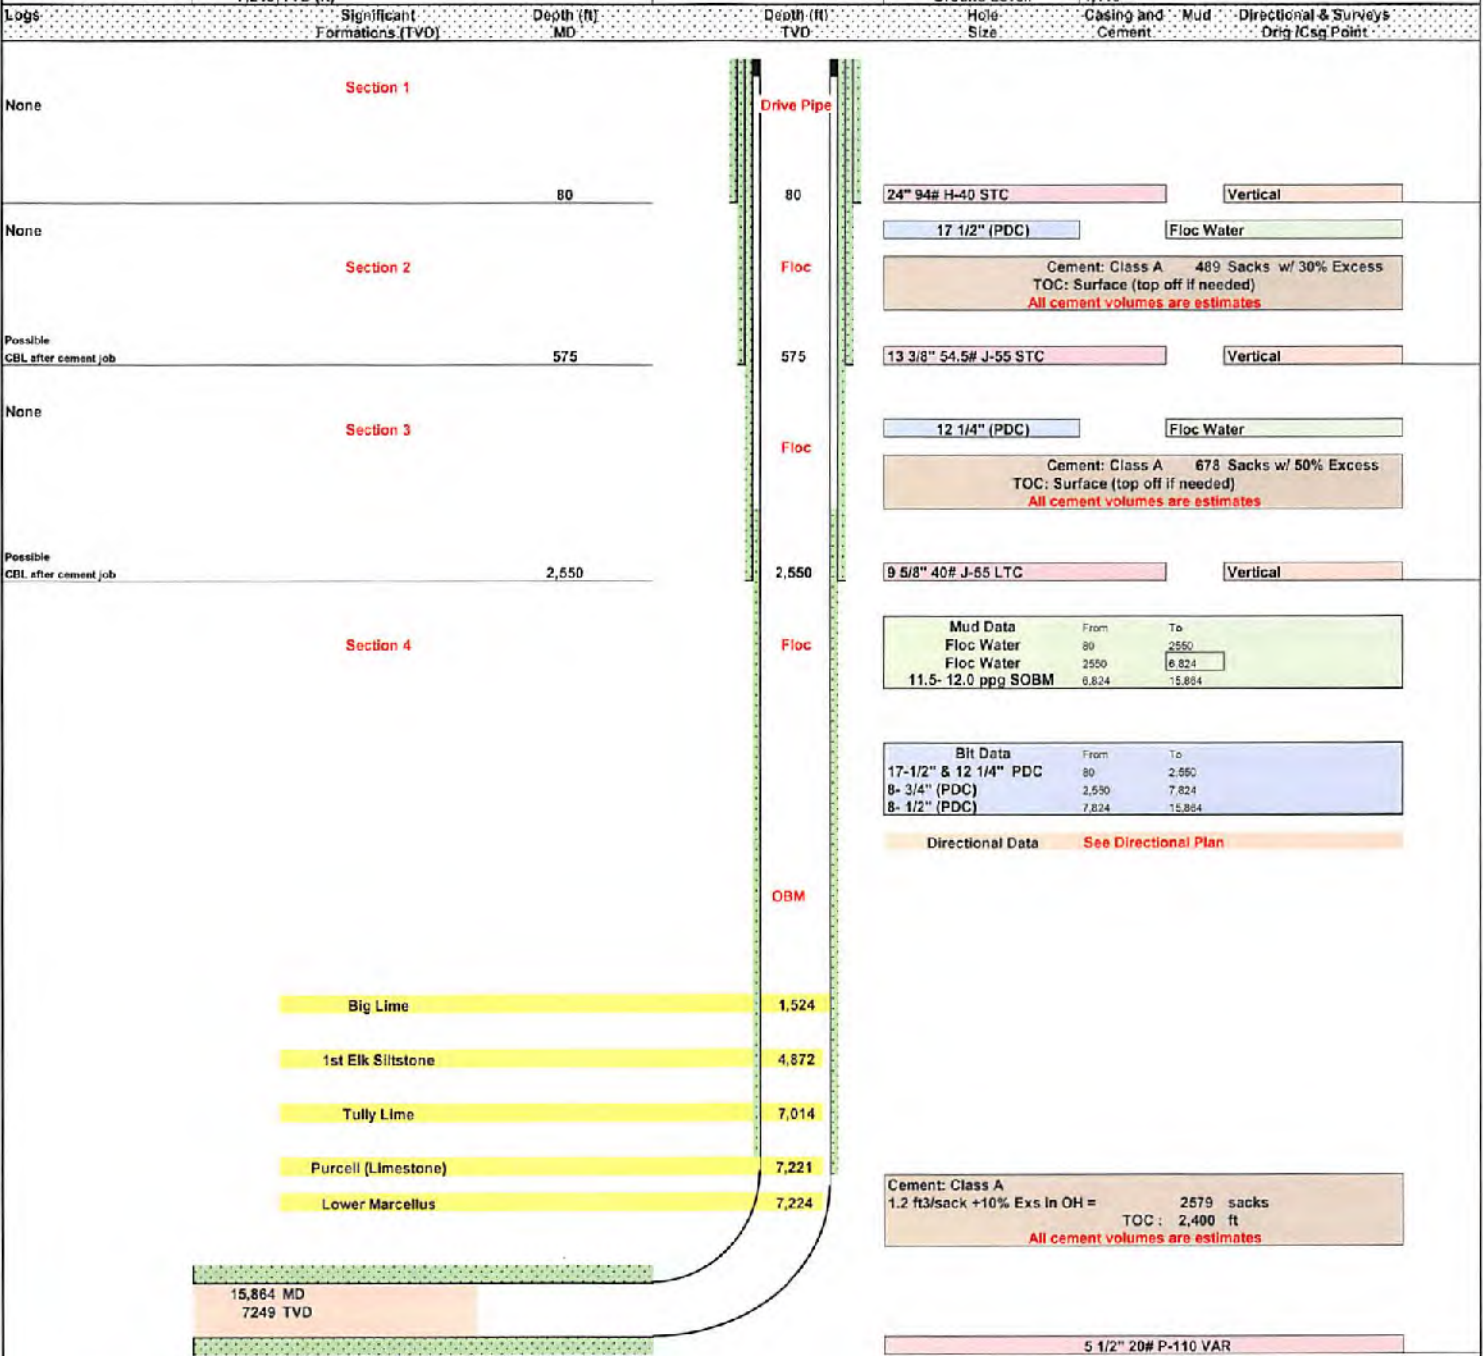 Logs Significant Depth (ft) Depth (ft) Hole Casing and Mud Directional & Surveys
Formations (TVD) MD TVD Size Cement Drlg /Csg Point
Section 1
None Drive Pipe
80 80 24" 94# H-40 STC Vertical
None 17 1/2" (PDC) Floc Water
Section 2 Floc Cement: Class A 489 Sacks w/ 30% Excess
TOC: Surface (top off if needed)
All cement volumes are estimates
Possible
CBL after cement job 575 575 13 3/8" 54.5# J-55 STC Vertical
None
Section 3 12 1/4" (PDC) Floc Water
Floc
Cement: Class A 678 Sacks w/ 50% Excess
TOC: Surface (top off if needed)
All cement volumes are estimates
Possible
CBL after cement job 2,550 2,550 9 5/8" 40# J-55 LTC Vertical
Mud Data From To
Section 4 Floc Floc Water 80 2550
Floc Water 2550 6,824
11.5- 12.0 ppg SOBM 6,824 15,864
Bit Data From To
17-1/2" & 12 1/4" PDC 80 2,550
8- 3/4" (PDC) 2,550 7,824
8- 1/2" (PDC) 7,824 15,864
Directional Data See Directional Plan
OBM
Big Lime 1,524
1st Elk Siltstone 4,872
Tully Lime 7,014
Purcell (Limestone) 7,221
Cement: Class A
Lower Marcellus 7,224 1.2 ft3/sack +10% Exs in OH = 2579 sacks
TOC : 2,400 ft
All cement volumes are estimates
15,864 MD
7249 TVD
5 1/2" 20# P-110 VAR